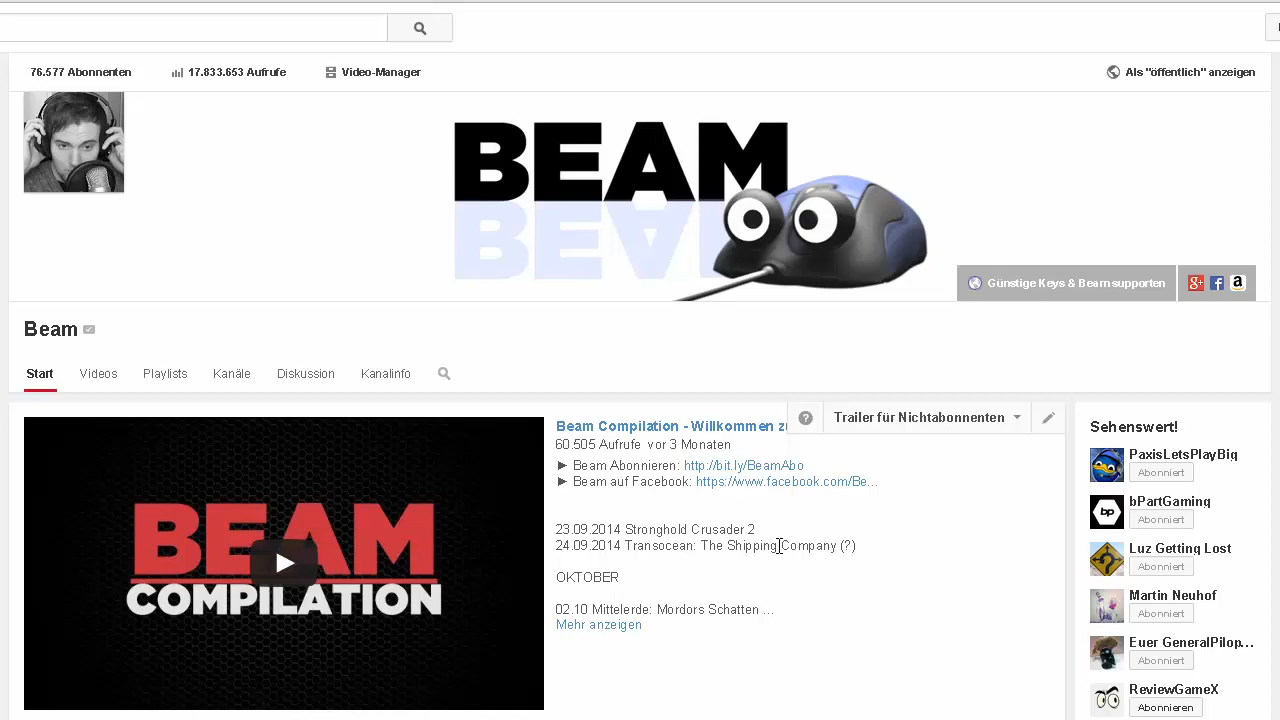 76.577 Abonnenten
17.833.653 Aufrufe
Video-Manager
Als "öffentlich" anzeigen
BEAM
Günstige Keys & Beam supporten
Beam
Start
Videos
Playlists
Kanäle
Diskussion
Kanalinfo
BEAM
COMPILATION
Beam Compilation - Willkommen zu
Trailer für Nichtabonnenten
60.505 Aufrufe vor 3 Monaten
► Beam Abonnieren: http://bit.ly/BeamAbo
► Beam auf Facebook: https://www.facebook.com/Be...
23.09.2014 Stronghold Crusader 2
24.09.2014 Transocean: The Shipping Company (?)
OKTOBER
02.10 Mittelerde: Mordors Schatten ...
Mehr anzeigen
Sehenswert!
PaxisLetsPlayBig
Abonniert
bp
bPartGaming
Abonniert
Luz Getting Lost
Abonniert
Martin Neuhof
Abonniert
Euer GeneralPilop...
Abonniert
ReviewGameX
Abonnieren